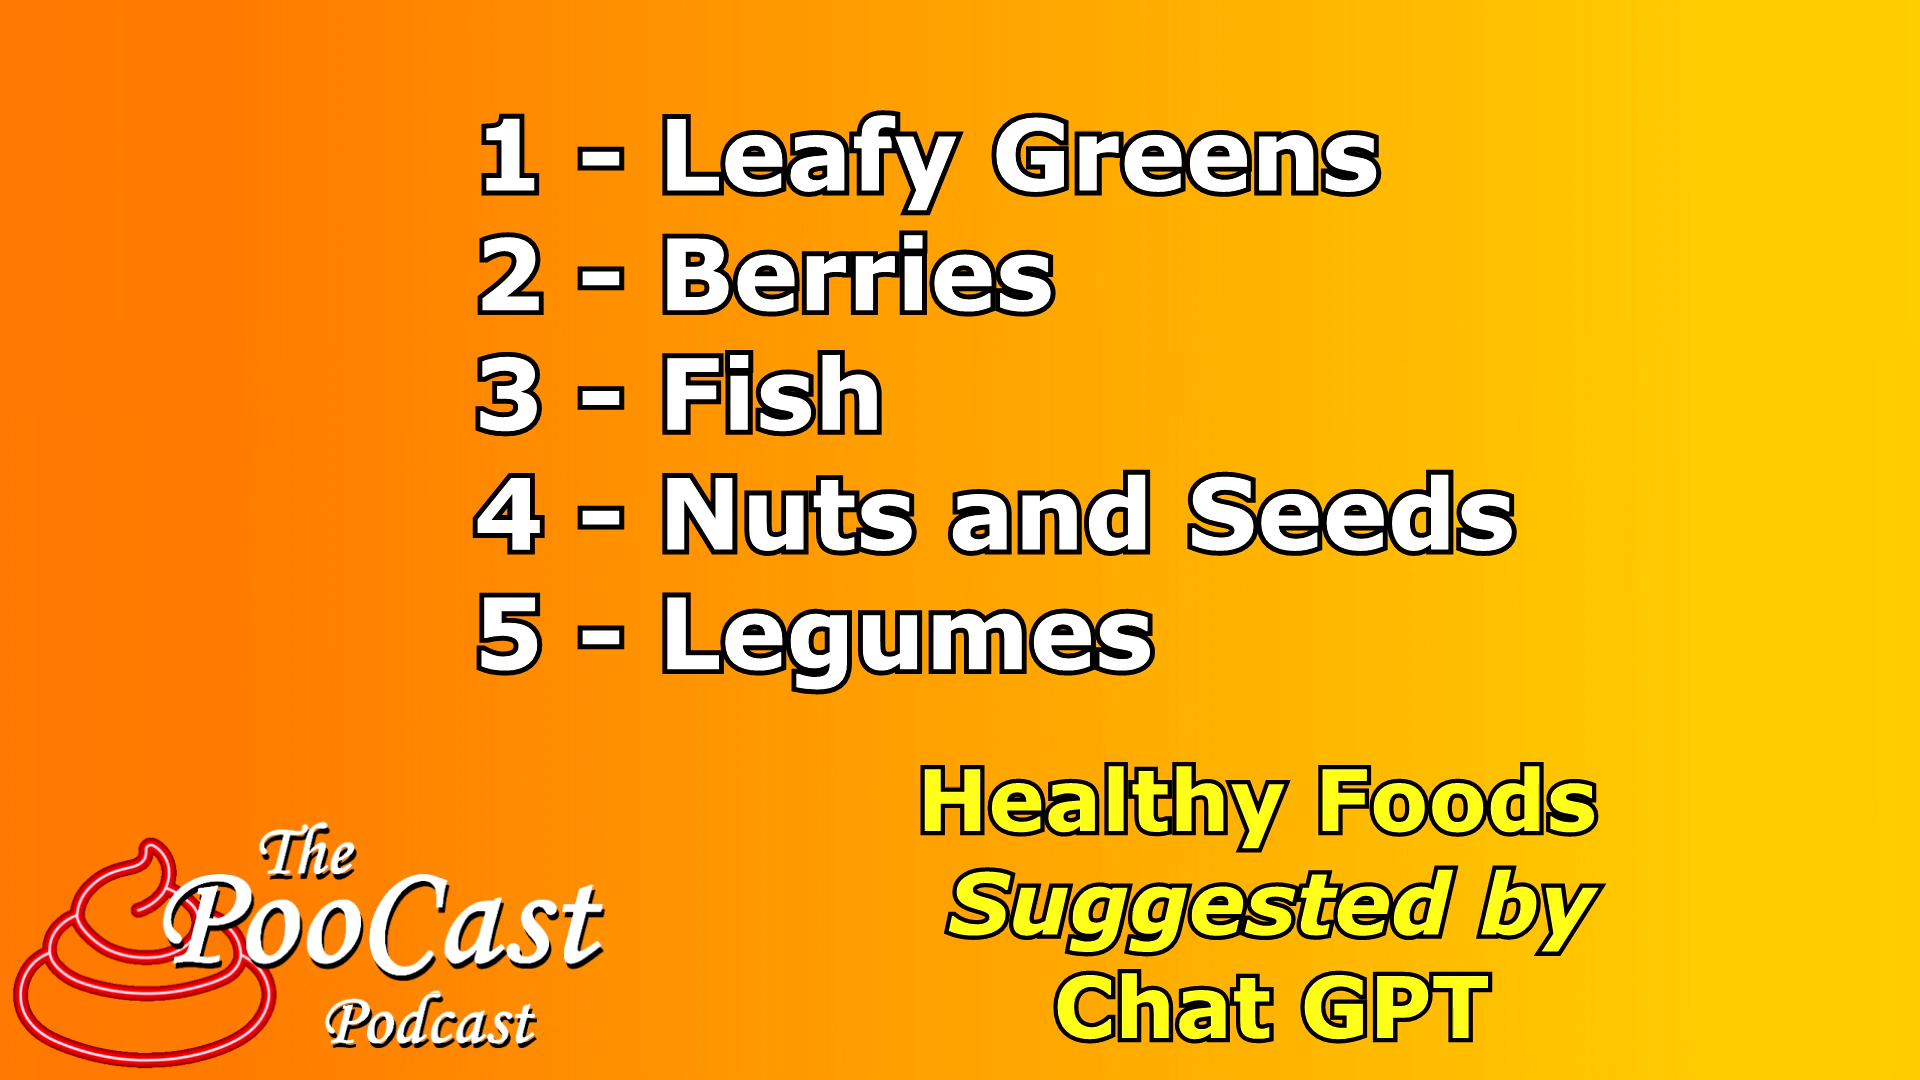 1 - Leafy Greens
2 - Berries
3 - Fish
4 - Nuts and Seeds
5 - Legumes
Healthy Foods
Suggested by
Chat GPT
The
PooCast
Podcast